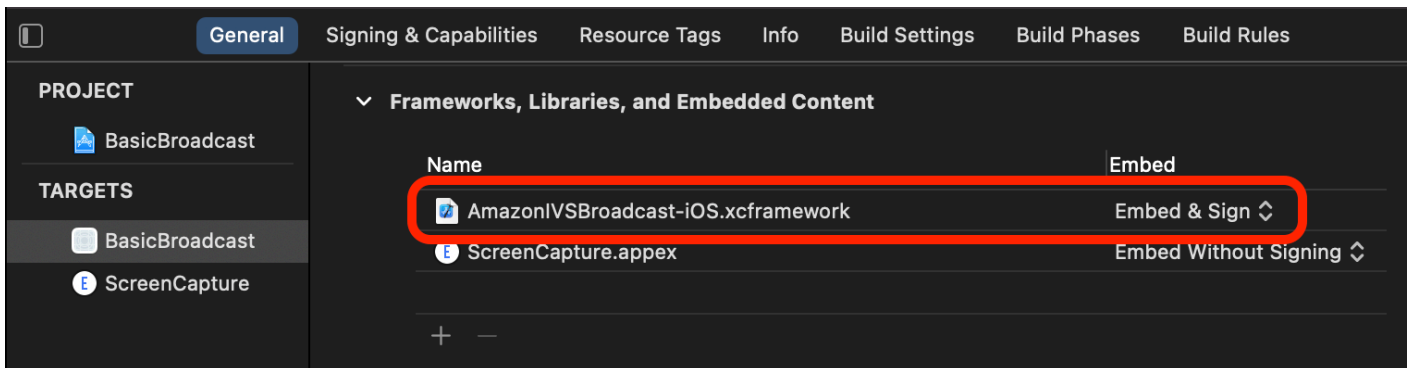 General Signing & Capabilities Resource Tags Info Build Settings Build Phases Build Rules
PROJECT
BasicBroadcast
TARGETS
BasicBroadcast
E ScreenCapture
Frameworks, Libraries, and Embedded Content
Name Embed
AmazonIVSBroadcast-iOS.xcframework Embed & Sign
E ScreenCapture.appex Embed Without Signing